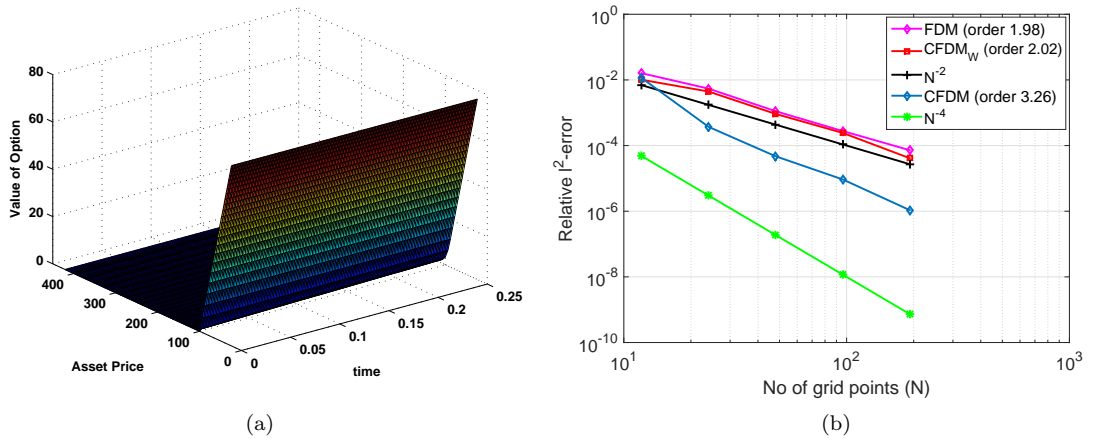 80
60
40
20
0
Value of Option
400
300
200
100
0
Asset Price
0
0.05
0.1
0.15
0.2
0.25
time
(a)
10^0
10^-2
10^-4
10^-6
10^-8
10^-10
Relative l^2-error
FDM (order 1.98)
CFDM_W (order 2.02)
N^-2
CFDM (order 3.26)
N^-4
10^1
10^2
10^3
No of grid points (N)
(b)